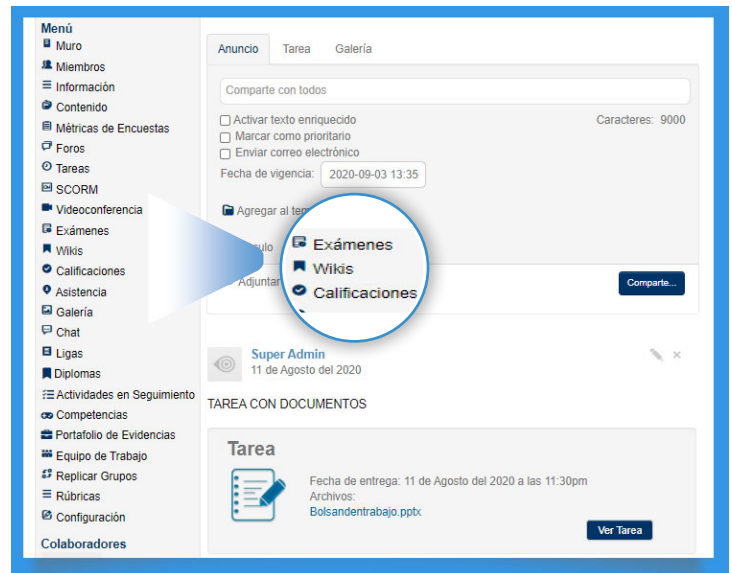 Menú
Muro
Miembros
Información
Contenido
Métricas de Encuestas
Foros
Tareas
SCORM
Videoconferencia
Exámenes
Wikis
Calificaciones
Asistencia
Galería
Chat
Ligas
Diplomas
Actividades en Seguimiento
Competencias
Portafolio de Evidencias
Equipo de Trabajo
Replicar Grupos
Rúbricas
Configuración
Colaboradores
Anuncio Tarea Galería
Comparte con todos
Activar texto enriquecido Caracteres: 9000
Marcar como prioritario
Enviar correo electrónico
Fecha de vigencia: 2020-09-03 13:35
Agregar al
Exámenes
Wikis
Calificaciones
Adjuntar
Comparte...
Super Admin
11 de Agosto del 2020
TAREA CON DOCUMENTOS
Tarea
Fecha de entrega: 11 de Agosto del 2020 a las 11:30pm
Archivos:
Bolsandentrabajo.pptx
Ver Tarea